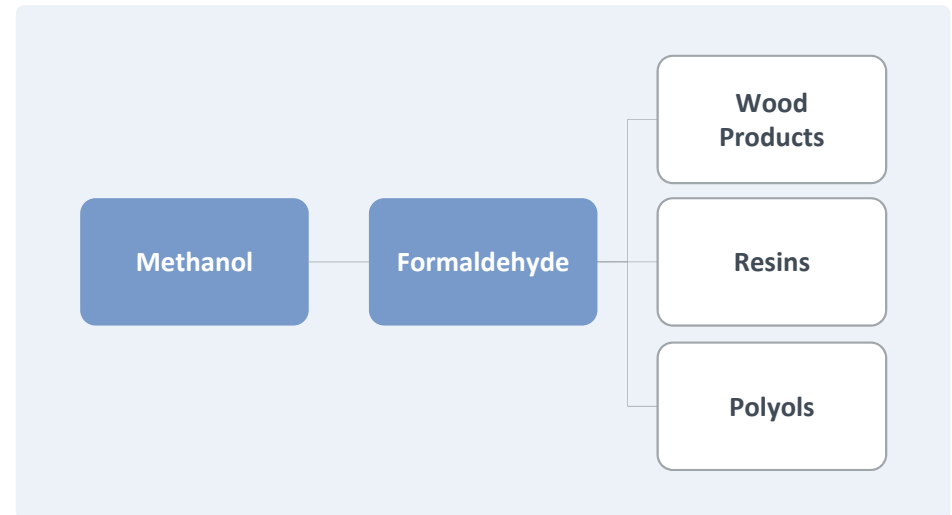 Methanol
Formaldehyde
Wood
Products
Resins
Polyols